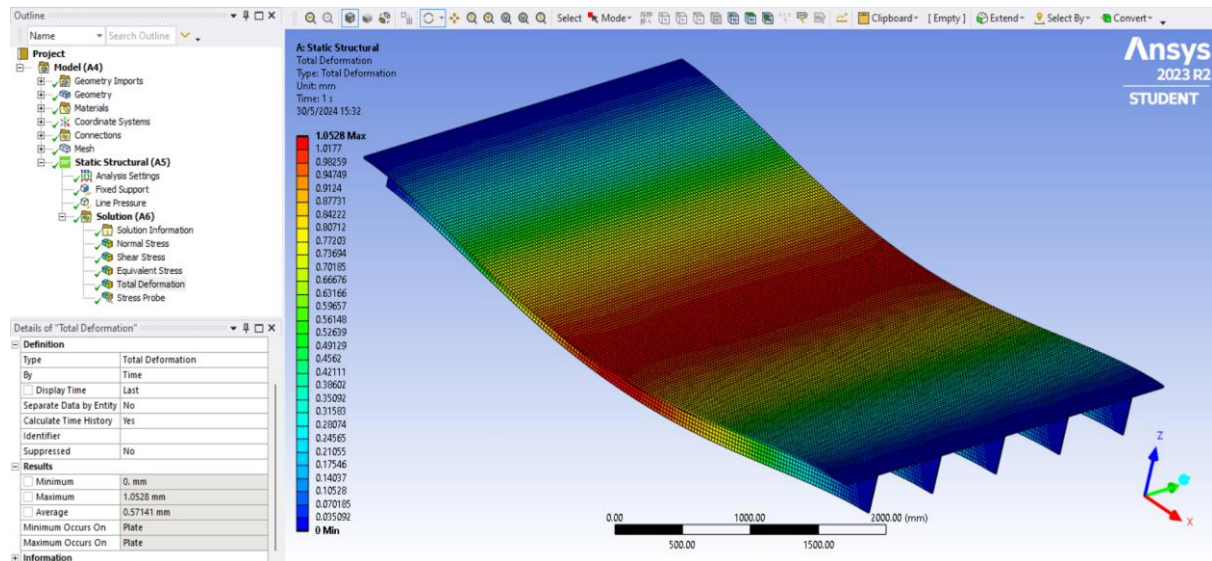 Outline
Name
Search Outline
Project
Model (A4)
Geometry Imports
Geometry
Materials
Coordinate Systems
Connections
Mesh
Static Structural (A5)
Analysis Settings
Fixed Support
Line Pressure
Solution (A6)
Solution Information
Normal Stress
Shear Stress
Equivalent Stress
Total Deformation
Stress Probe
Details of "Total Deformation"
Definition
Type Total Deformation
By Time
Display Time Last
Separate Data by Entity No
Calculate Time History Yes
Identifier
Suppressed No
Results
Minimum 0. mm
Maximum 1.0528 mm
Average 0.57141 mm
Minimum Occurs On Plate
Maximum Occurs On Plate
Information
Select Mode Clipboard [Empty] Extend Select By Convert
A: Static Structural
Total Deformation
Type: Total Deformation
Unit: mm
Time: 1 s
30/5/2024 15:32
1.0528 Max
1.0177
0.98259
0.94749
0.9124
0.87731
0.84222
0.80712
0.77203
0.73694
0.70185
0.66676
0.63166
0.59657
0.56148
0.52639
0.49129
0.4562
0.42111
0.38602
0.35092
0.31583
0.28074
0.24565
0.21055
0.17546
0.14037
0.10528
0.070185
0.035092
0 Min
Ansys
2023 R2
STUDENT
0.00 1000.00 2000.00 (mm)
500.00 1500.00
Z
X